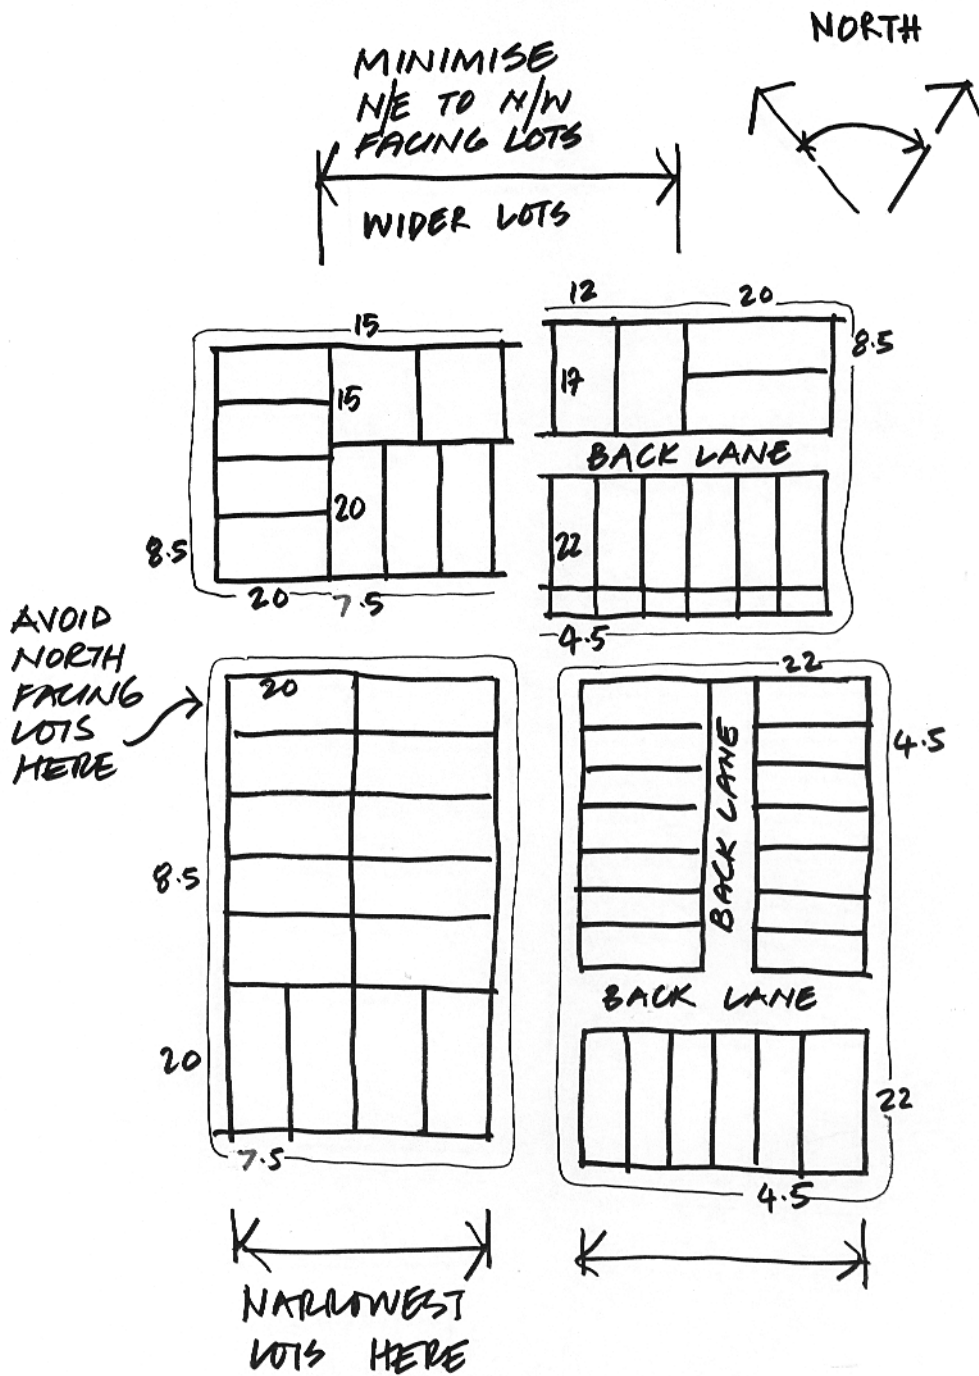 NORTH
MINIMISE
N/E TO N/W
FACING LOTS
WIDER LOTS
15
15
20
8.5
20
7.5
12
20
8.5
17
BACK LANE
22
4.5
AVOID
NORTH
FACING
LOTS
HERE
20
8.5
20
7.5
22
4.5
BACK LANE
BACK LANE
22
4.5
NARROWEST
LOTS HERE